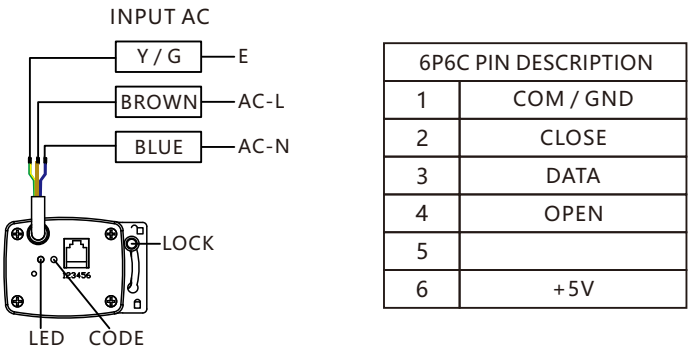 INPUT AC
Y / G E
BROWN AC-L
BLUE AC-N
LOCK
123456
LED CODE
6P6C PIN DESCRIPTION
1 COM / GND
2 CLOSE
3 DATA
4 OPEN
5
6 +5V